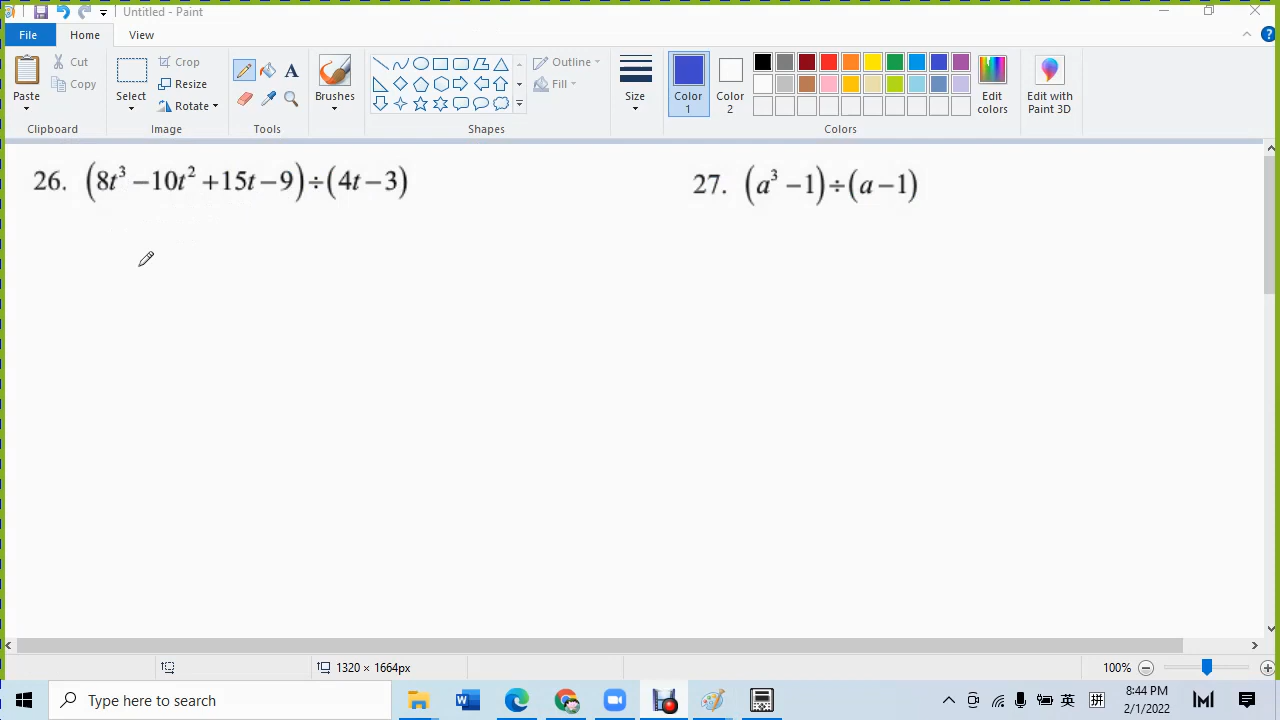 Untitled - Paint
File Home View
Paste Cut Copy Clipboard
Select Crop Resize Rotate Image
A Tools
Brushes
Outline Fill Shapes
Size
Color 1 Color 2 Edit colors Colors
Edit with Paint 3D
26. (8t³ − 10t² + 15t − 9) ÷ (4t − 3)
27. (a³ − 1) ÷ (a − 1)
1320 × 1664px 100%
Type here to search
W 英 拼 8:44 PM
2/1/2022